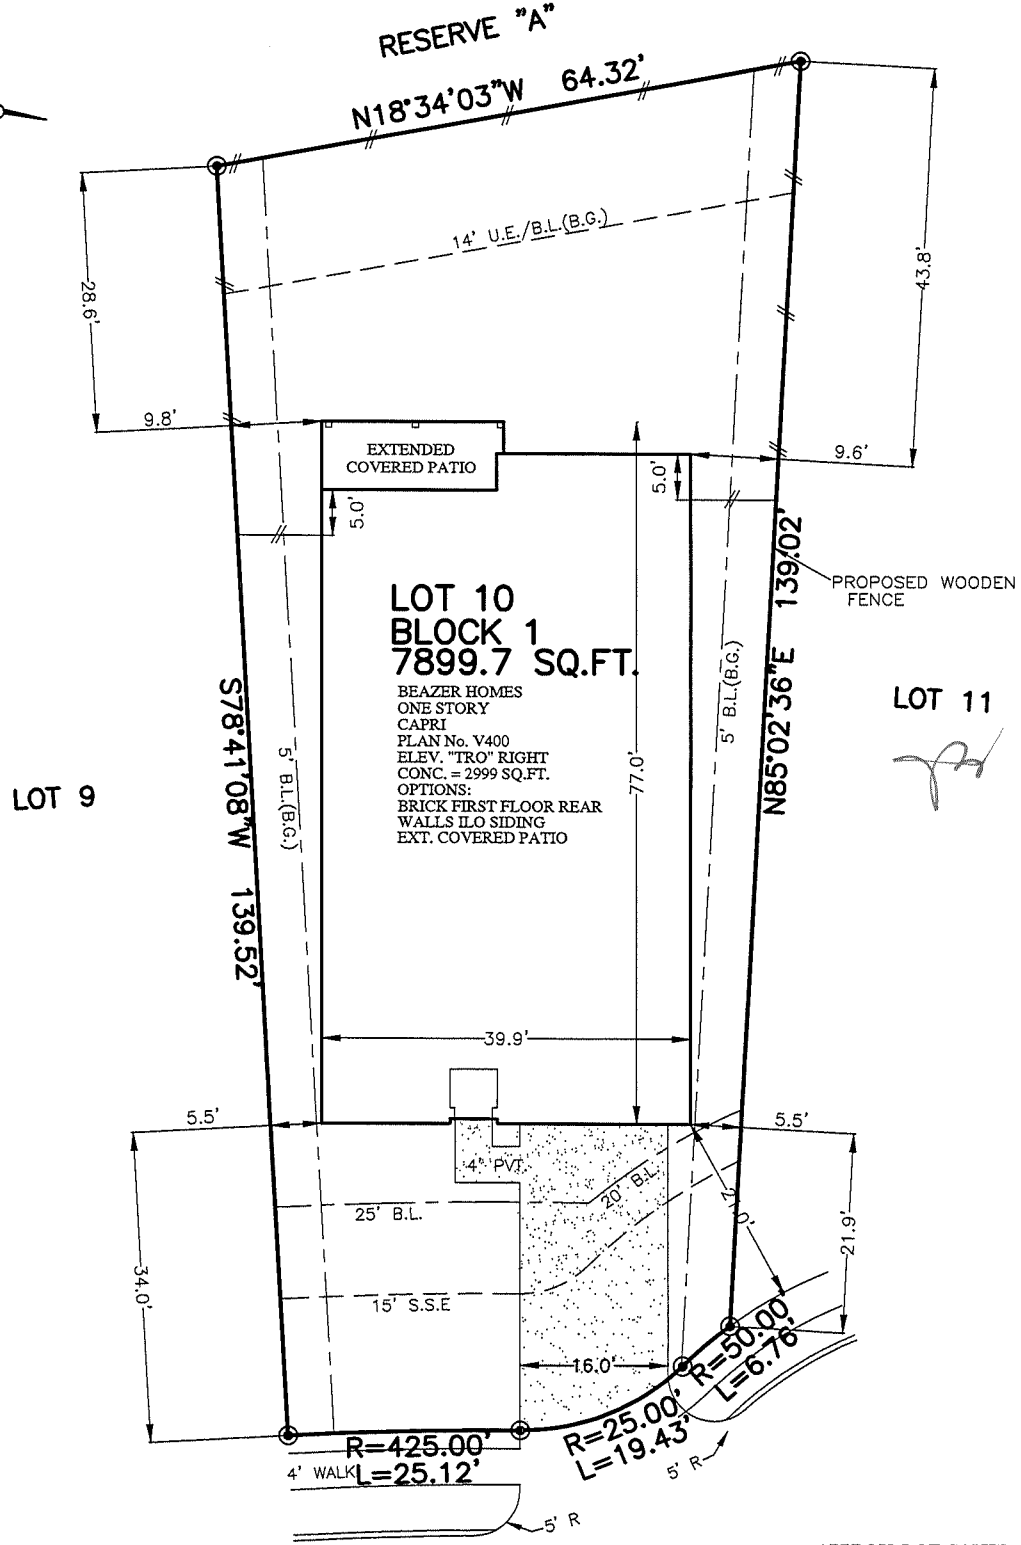 RESERVE "A"
N18°34'03"W 64.32'
14' U.E./B.L.(B.G.)
28.6'
43.8'
9.8'
EXTENDED
COVERED PATIO
9.6'
5.0'
5.0'
PROPOSED WOODEN
FENCE
LOT 10
BLOCK 1
7899.7 SQ.FT.
BEAZER HOMES
ONE STORY
CAPRI
PLAN No. V400
ELEV. "TRO" RIGHT
CONC. = 2999 SQ.FT.
OPTIONS:
BRICK FIRST FLOOR REAR
WALLS ILO SIDING
EXT. COVERED PATIO
77.0'
S78°41'08"W 139.52'
5' B.L.(B.G.)
5' B.L.(B.G.)
N85°02'36"E 139.02'
LOT 11
LOT 9
39.9'
5.5'
5.5'
4" PVT
20' B.L.
25' B.L.
21.0'
21.9'
34.0'
15' S.S.E
16.0'
R=50.00'
L=6.76'
R=25.00'
L=19.43'
R=425.00'
L=25.12'
4' WALK
5' R
5' R